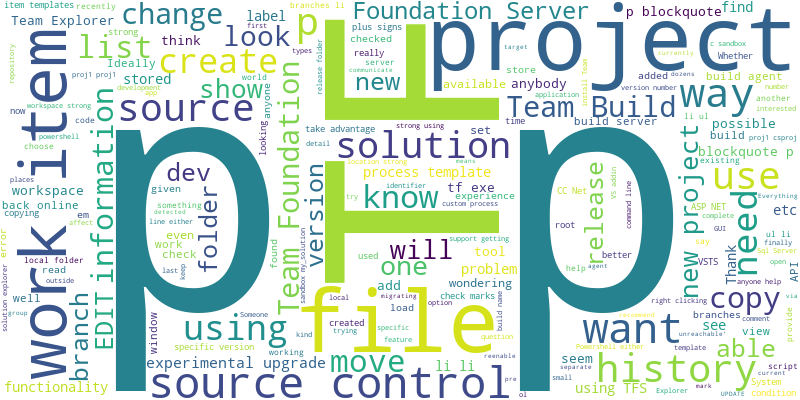 item templates
recently
branches li
Team Explorer
strong
change
label
first
p
plus signs
Foundation Server
p blockquote
find
c sandbox
Whether
list
think
look
checked
really
server
communicate
target
currently
dozens
install Team
project
Ideally
stored
create
types
release folder
new
available
anybody
store
application
added
build agent
number
version number
another
interested
repository
world
workspace strong
development
app
show
anyone
TF
Team Build
way
proj1 proj1
source
take advantage
strong using
set
build server
li ul
possible
proj1 csproj
now
code
powershell
looking
detail
solution
time
build
blockquote p
choose
places
workspace
dev
location strong
process template
means
CC Net
VS addin
command line
existing
back online
given
try
know
tf exe
experience
use
copying
em
something
detected
identifier
custom process
work item
information
EDIT
Team Foundation
version
folder
line either
will
release
new project
need
ASP NET
complete
etc
Everything
via
affect
even
work
check
found
used
one
tool
support getting
root
GUI
ul li
finally
error
local folder
read
outside
last
keep
add
problem
wondering
help
agent
better
say
VSTS
Thank
Sql Server
open
API
solution explorer
group
well
branch
window
using
Someone
sandbox my_solution
local
migrating
load
option
check marks
build name
want
right clicking
anyone help
copy
branches
comment
see
view
provide
created
trying
specific
feature
file
question
recommend
Powershell either
unreachable'
able
specific version
working
kind
template
script
current
functionality
experimental upgrade
move
li li
reenable
pre
seem
separate
small
history
System
condition
source control
ol
using TFS
Explorer
mark
UPDATE
p
p